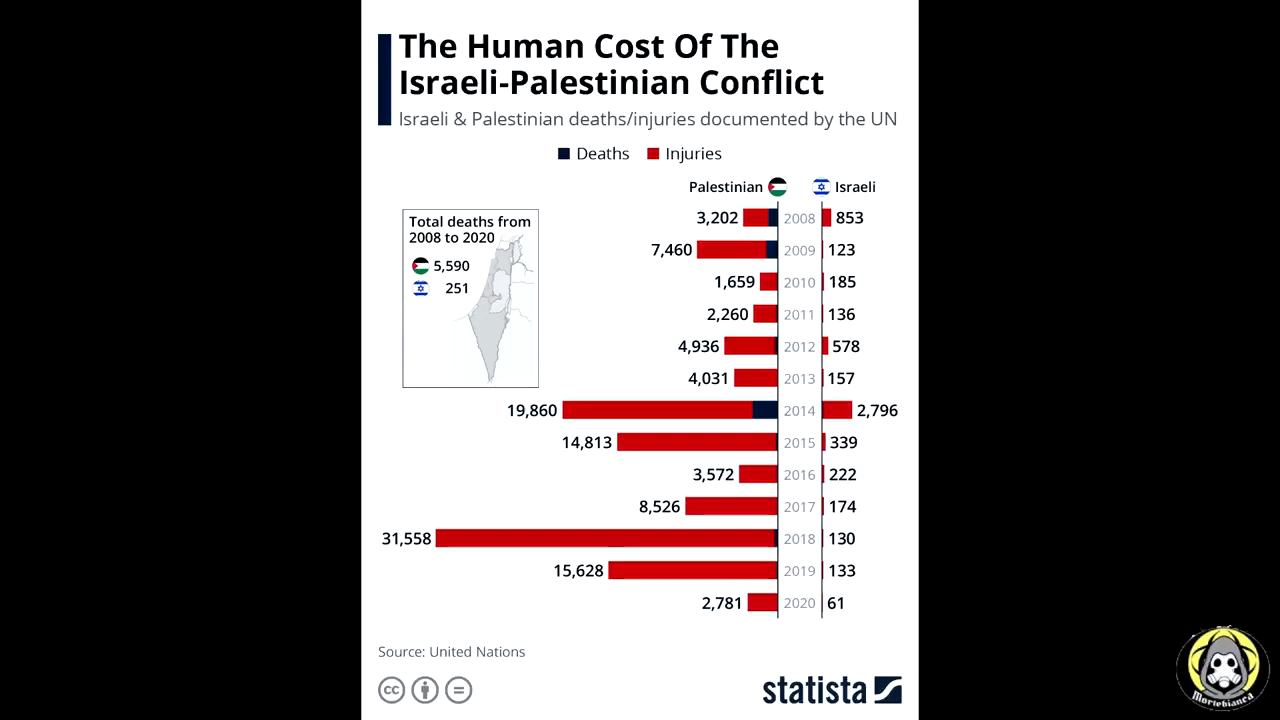 The Human Cost Of The
Israeli-Palestinian Conflict
Israeli & Palestinian deaths/injuries documented by the UN
Deaths Injuries
Palestinian Israeli
Total deaths from
2008 to 2020
5,590
251
3,202 2008 853
7,460 2009 123
1,659 2010 185
2,260 2011 136
4,936 2012 578
4,031 2013 157
19,860 2014 2,796
14,813 2015 339
3,572 2016 222
8,526 2017 174
31,558 2018 130
15,628 2019 133
2,781 2020 61
Source: United Nations
cc
statista
Mortebianca